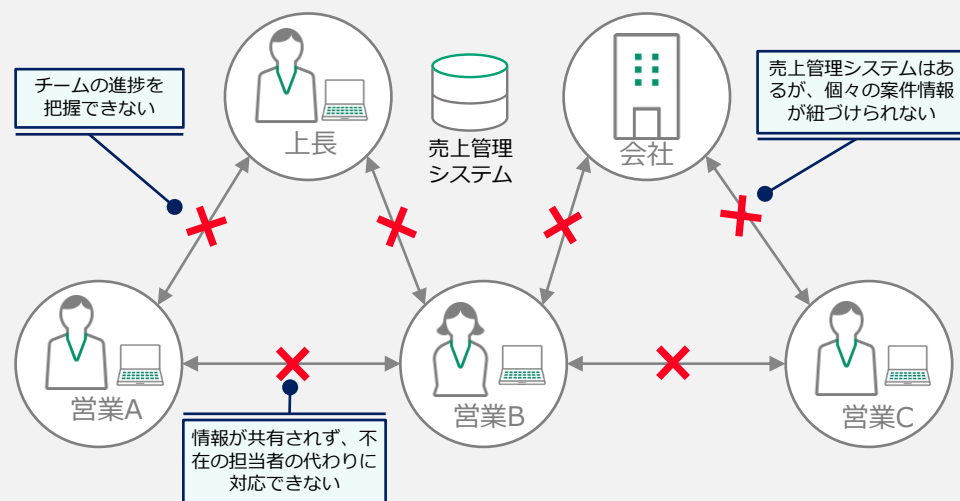 チームの進捗を
把握できない
上長
売上管理
システム
会社
売上管理システムはあ
るが、個々の案件情報
が紐づけられない
営業A
営業B
営業C
情報が共有されず、不
在の担当者の代わりに
対応できない